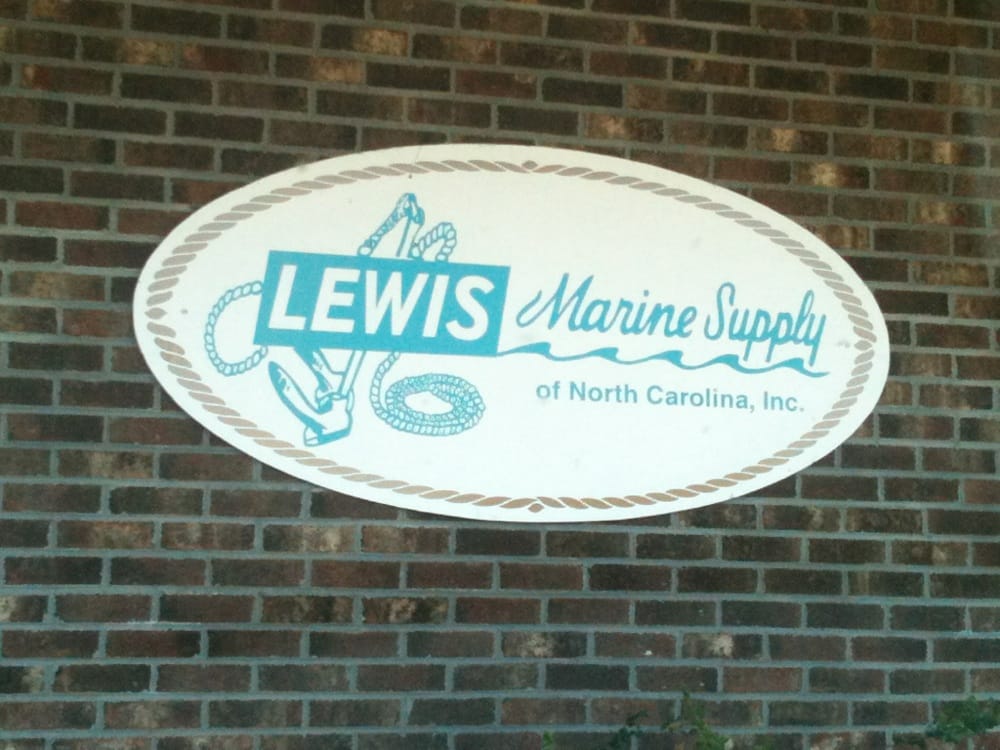 LEWIS Marine Supply
of North Carolina, Inc.